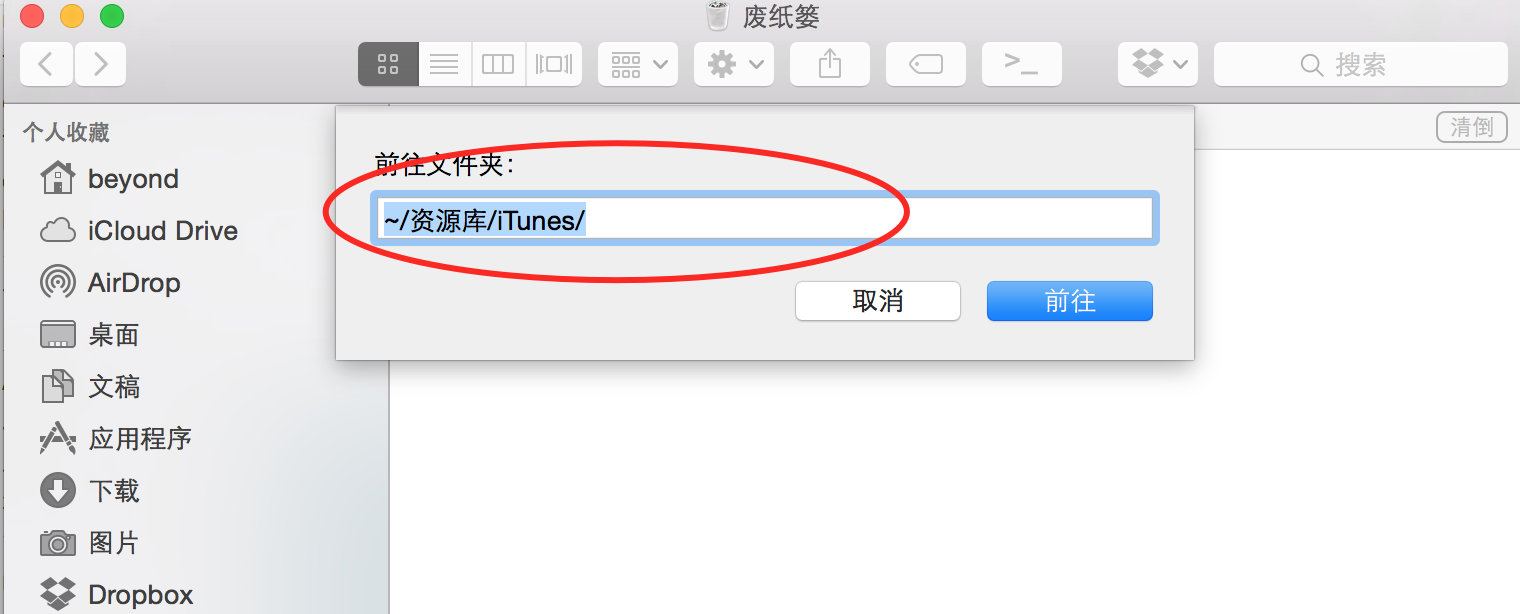 废纸篓
>_
搜索
清倒
个人收藏
beyond
iCloud Drive
AirDrop
桌面
文稿
应用程序
下载
图片
Dropbox
前往文件夹:
~/资源库/iTunes/
取消
前往